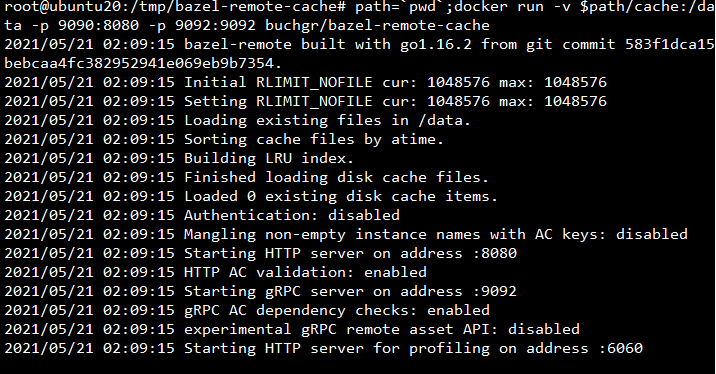 root@ubuntu20:/tmp/bazel-remote-cache# path=`pwd`;docker run -v $path/cache:/da
ta -p 9090:8080 -p 9092:9092 buchgr/bazel-remote-cache
2021/05/21 02:09:15 bazel-remote built with go1.16.2 from git commit 583f1dca15
bebcaa4fc382952941e069eb9b7354.
2021/05/21 02:09:15 Initial RLIMIT_NOFILE cur: 1048576 max: 1048576
2021/05/21 02:09:15 Setting RLIMIT_NOFILE cur: 1048576 max: 1048576
2021/05/21 02:09:15 Loading existing files in /data.
2021/05/21 02:09:15 Sorting cache files by atime.
2021/05/21 02:09:15 Building LRU index.
2021/05/21 02:09:15 Finished loading disk cache files.
2021/05/21 02:09:15 Loaded 0 existing disk cache items.
2021/05/21 02:09:15 Authentication: disabled
2021/05/21 02:09:15 Mangling non-empty instance names with AC keys: disabled
2021/05/21 02:09:15 Starting HTTP server on address :8080
2021/05/21 02:09:15 HTTP AC validation: enabled
2021/05/21 02:09:15 Starting gRPC server on address :9092
2021/05/21 02:09:15 gRPC AC dependency checks: enabled
2021/05/21 02:09:15 experimental gRPC remote asset API: disabled
2021/05/21 02:09:15 Starting HTTP server for profiling on address :6060